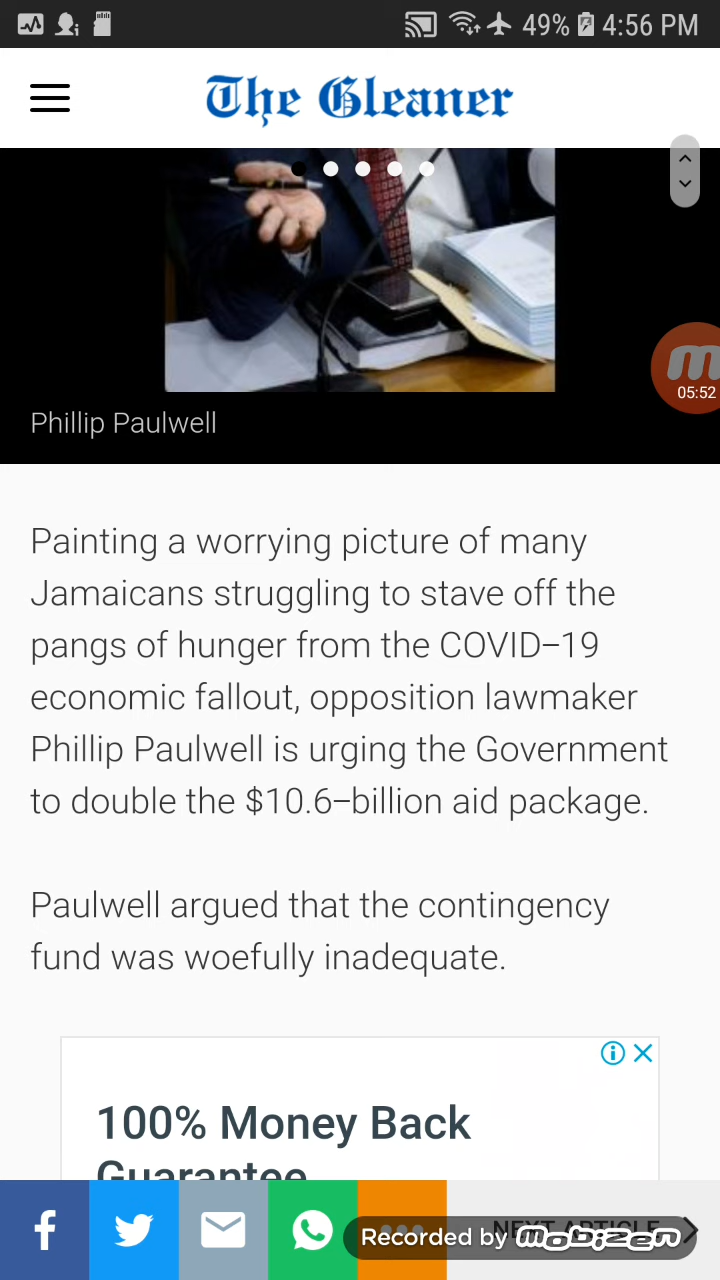 49% 4:56 PM
The Gleaner
05:52
Phillip Paulwell
Painting a worrying picture of many
Jamaicans struggling to stave off the
pangs of hunger from the COVID–19
economic fallout, opposition lawmaker
Phillip Paulwell is urging the Government
to double the $10.6–billion aid package.
Paulwell argued that the contingency
fund was woefully inadequate.
100% Money Back
Guarantee
NEXT ARTICLE
Recorded by MOBIZEN